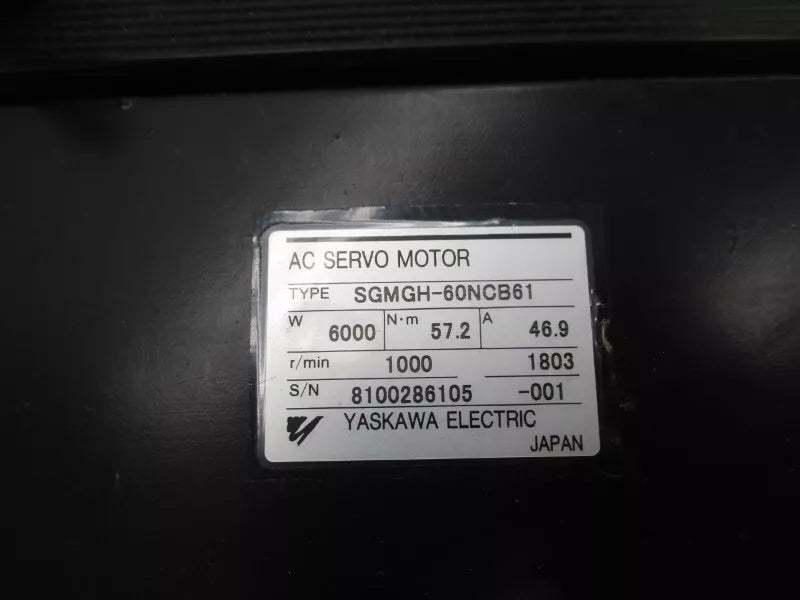 AC SERVO MOTOR
TYPE SGMGH-60NCB61
W 6000 N·m 57.2 A 46.9
r/min 1000 1803
S/N 8100286105 -001
YASKAWA ELECTRIC
JAPAN